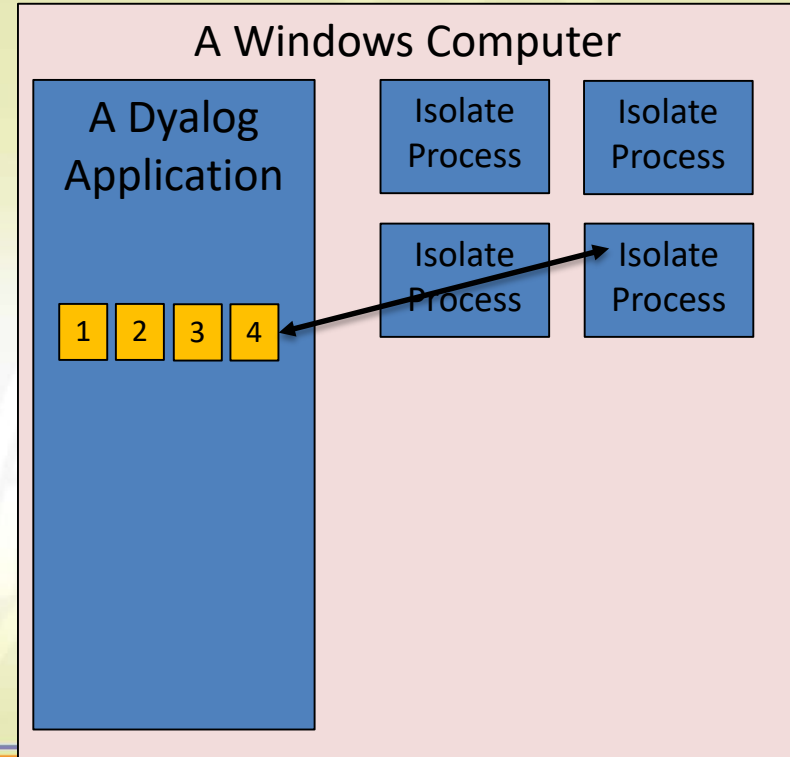 A Windows Computer
A Dyalog
Application
1 2 3 4
Isolate
Process
Isolate
Process
Isolate
Process
Isolate
Process